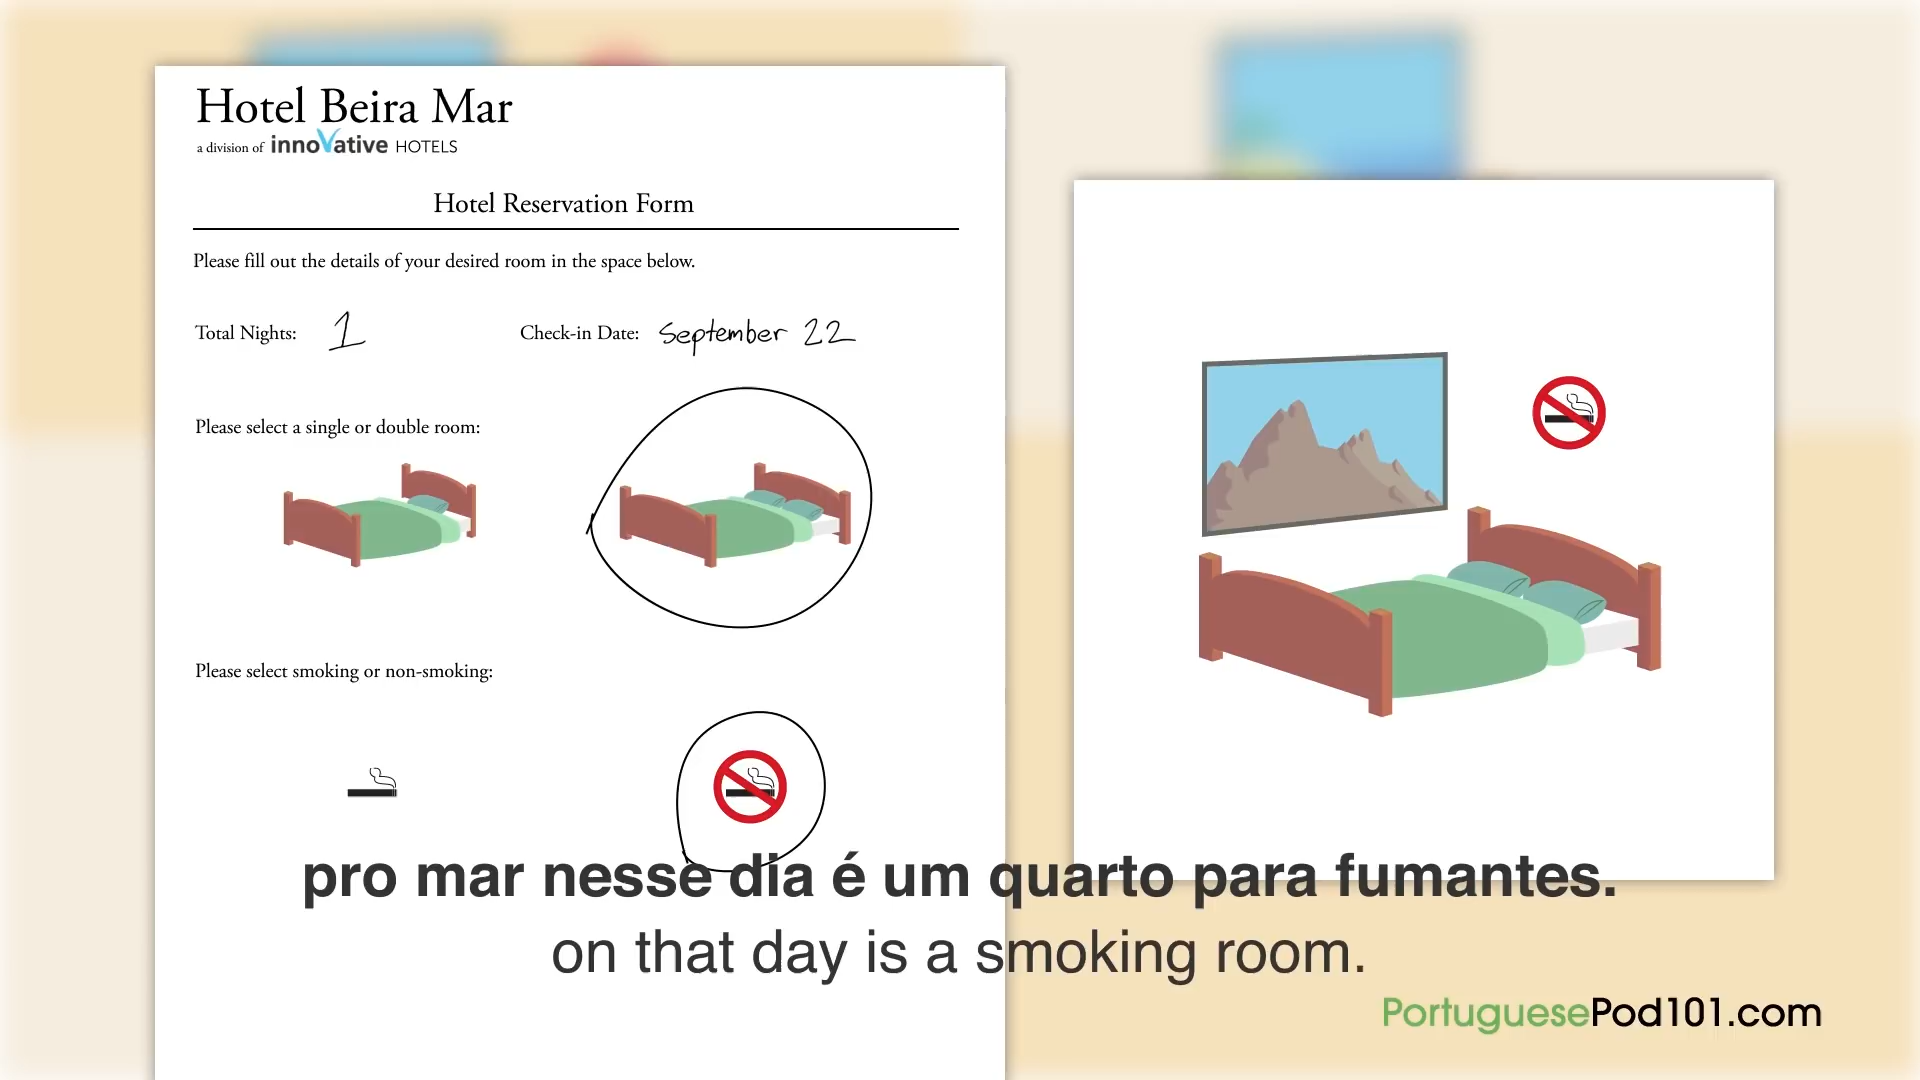 Hotel Beira Mar
a division of innovative HOTELS
Hotel Reservation Form
Please fill out the details of your desired room in the space below.
Total Nights: 1 Check-in Date: September 22
Please select a single or double room:
Please select smoking or non-smoking:
pro mar nesse dia é um quarto para fumantes.
on that day is a smoking room.
PortuguesePod101.com